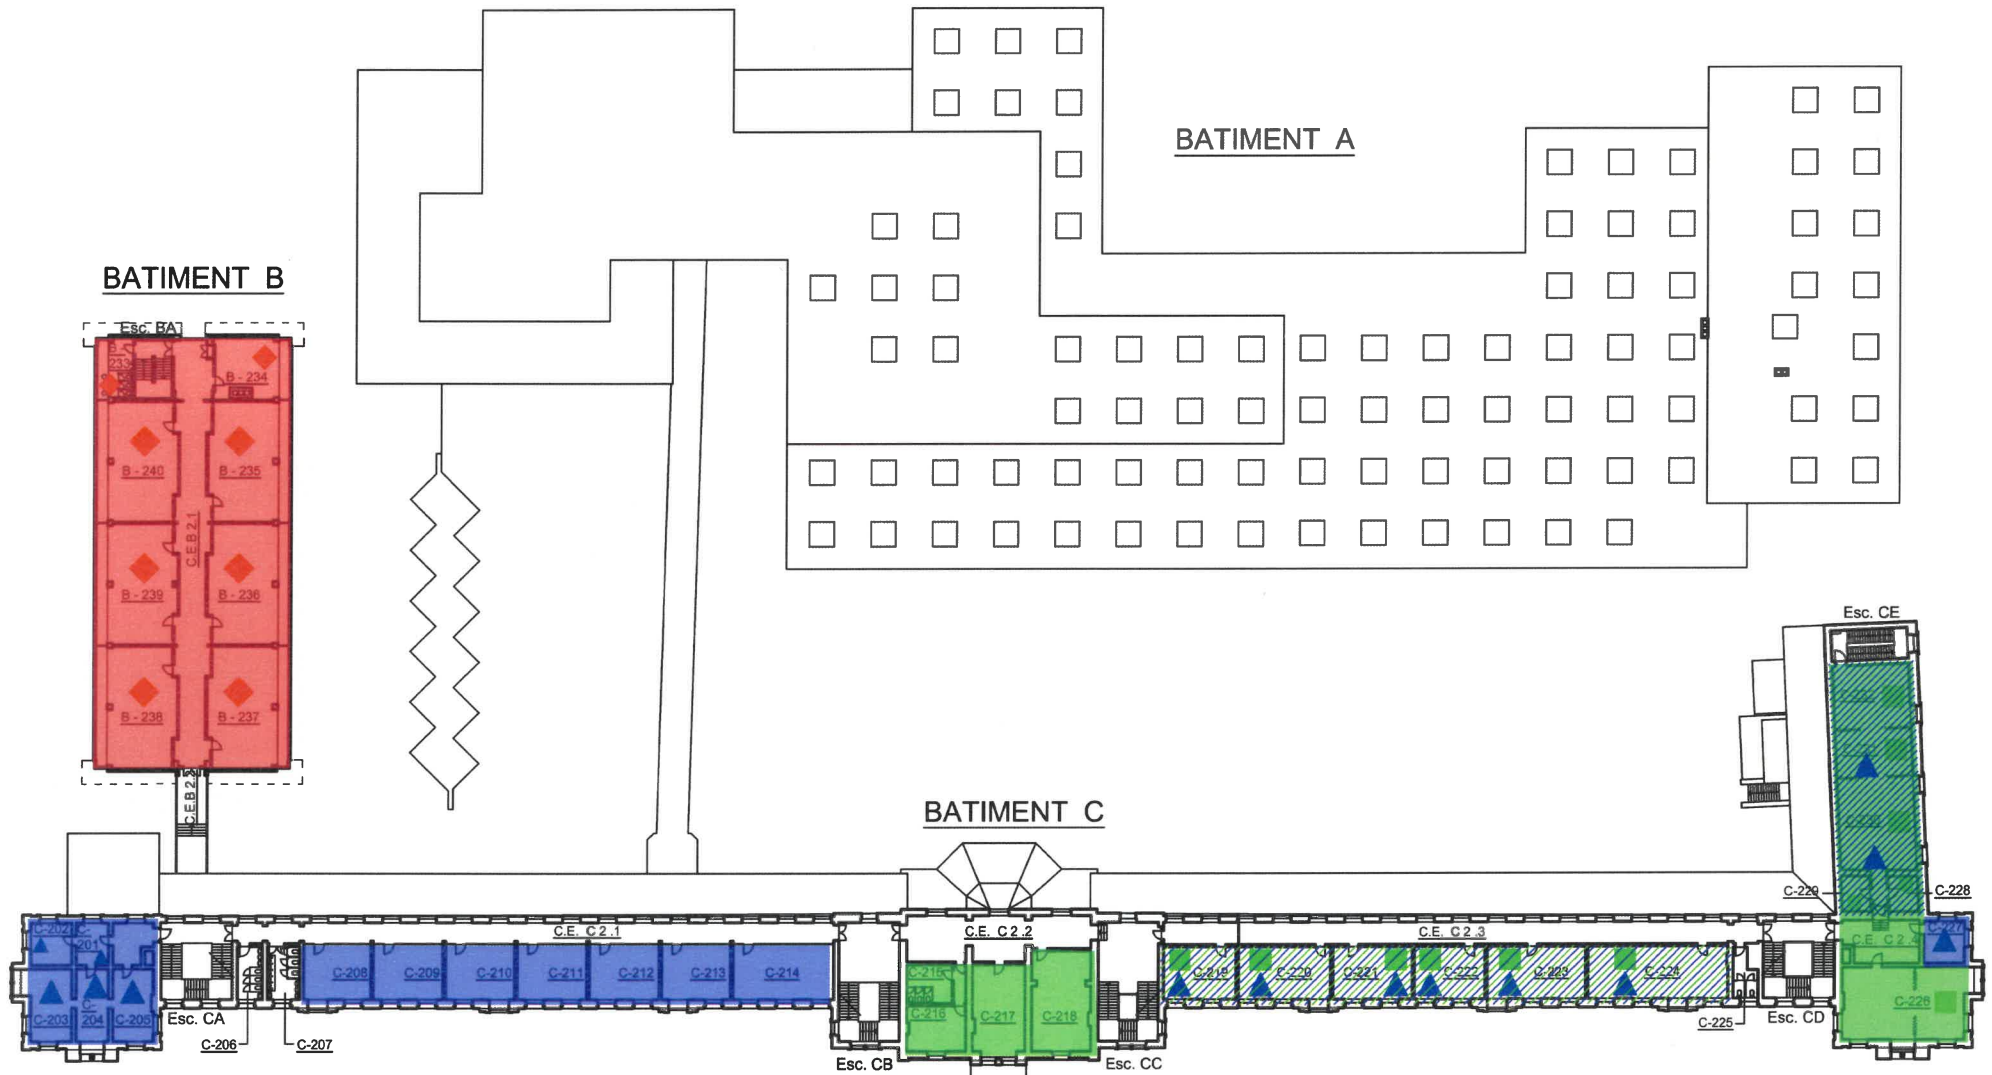 BATIMENT A
BATIMENT B
Esc. BA
B - 233
B - 234
B - 240
B - 235
C.E.B 2.1
B - 239
B - 236
B - 238
B - 237
C.E.B 2.2
Esc. CE
BATIMENT C
C-229
C-228
C-202
C-201
C.E. C 2 .1
C.E. C 2 .2
C.E. C 2 .3
C.E. C 2 .4
C-227
C-208
C-209
C-210
C-211
C-212
C-213
C-214
C-215
C-219
C-220
C-221
C-222
C-223
C-224
C-203
C-204
C-205
Esc. CA
C-216
C-217
C-218
C-226
Esc. CD
C-206
C-207
C-225
Esc. CB
Esc. CC